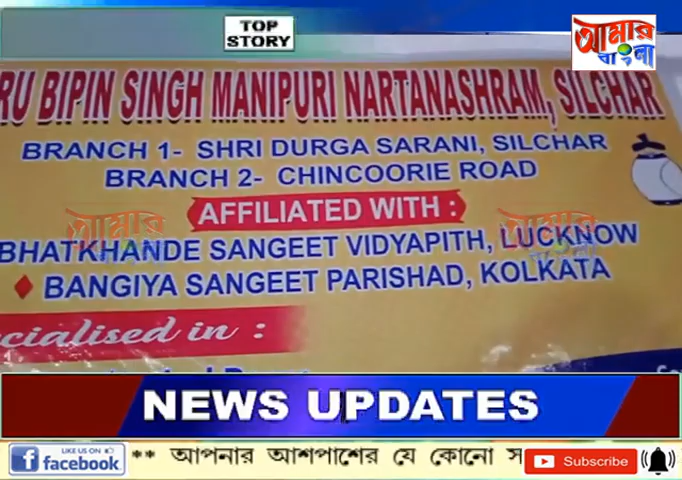 TOP
STORY
আমার
বাংলা
RU BIPIN SINGH MANIPURI NARTANASHRAM, SILCHAR
BRANCH 1- SHRI DURGA SARANI, SILCHAR
BRANCH 2- CHINCOORIE ROAD
AFFILIATED WITH :
আমার
বাংলা
আমার
বাংলা
BHATKHANDE SANGEET VIDYAPITH, LUCKNOW
BANGIYA SANGEET PARISHAD, KOLKATA
cialised in :
NEWS UPDATES
LIKE US ON
facebook
** আপনার আশপাশের যে কোনো স
Subscribe